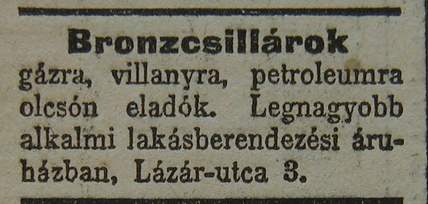 Bronzcsillárok
gázra, villanyra, petroleumra
olcsón eladók. Legnagyobb
alkalmi lakásberendezési áru-
házban, Lázár-utca 3.